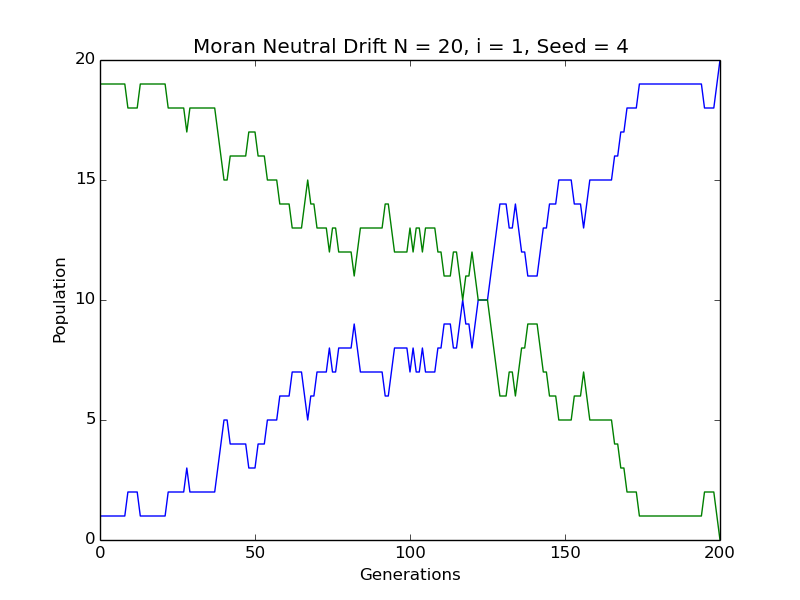 Moran Neutral Drift N = 20, i = 1, Seed = 4
20
15
10
5
0
Population
0 50 100 150 200
Generations